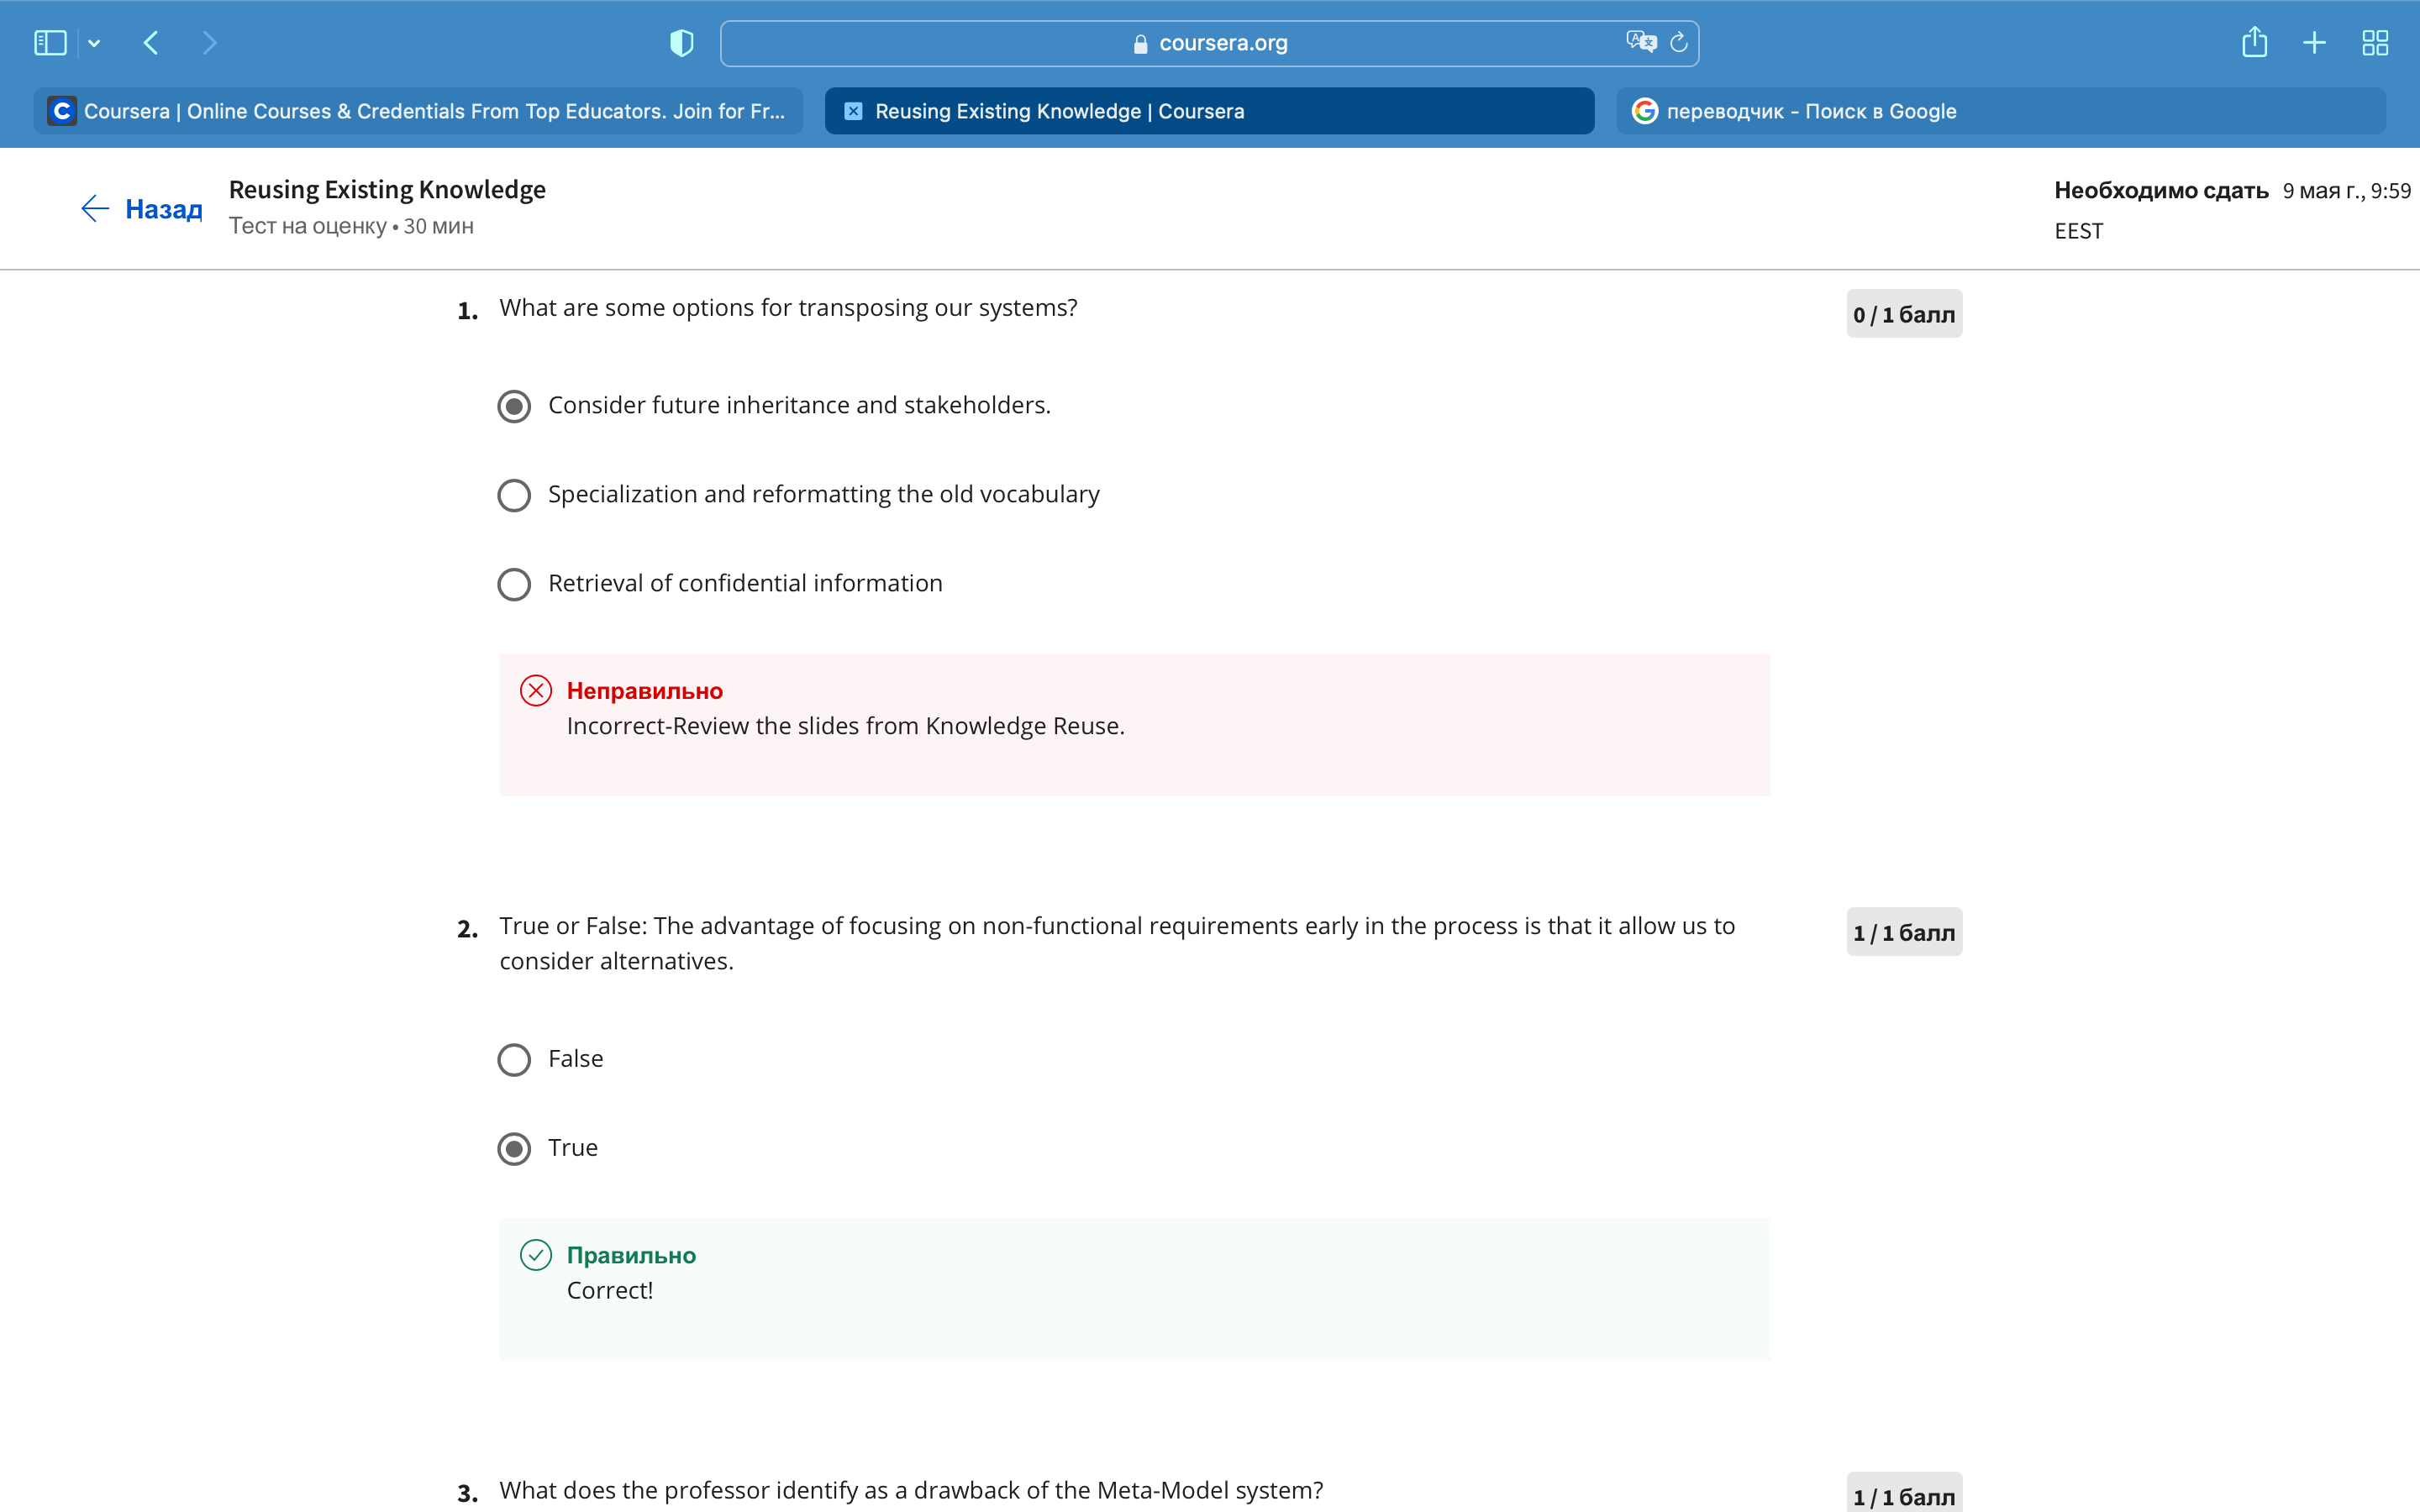 coursera.org
Coursera | Online Courses & Credentials From Top Educators. Join for Fr...
Reusing Existing Knowledge | Coursera
переводчик - Поиск в Google
Назад
Reusing Existing Knowledge
Тест на оценку • 30 мин
Необходимо сдать 9 мая г., 9:59
EEST
1. What are some options for transposing our systems?
0 / 1 балл
Consider future inheritance and stakeholders.
Specialization and reformatting the old vocabulary
Retrieval of confidential information
Неправильно
Incorrect-Review the slides from Knowledge Reuse.
2. True or False: The advantage of focusing on non-functional requirements early in the process is that it allow us to
consider alternatives.
1 / 1 балл
False
True
Правильно
Correct!
3. What does the professor identify as a drawback of the Meta-Model system?
1 / 1 балл